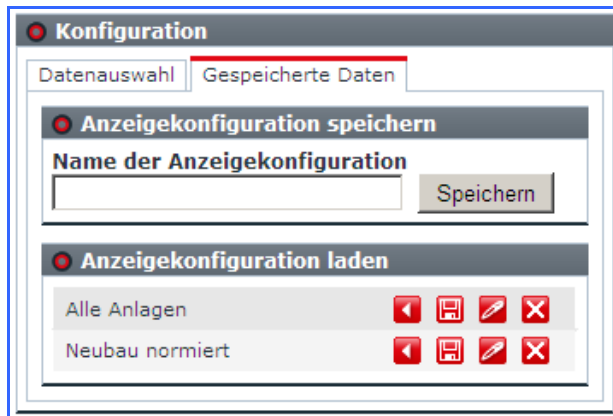 Konfiguration
Datenauswahl Gespeicherte Daten
Anzeigekonfiguration speichern
Name der Anzeigekonfiguration
Speichern
Anzeigekonfiguration laden
Alle Anlagen
Neubau normiert